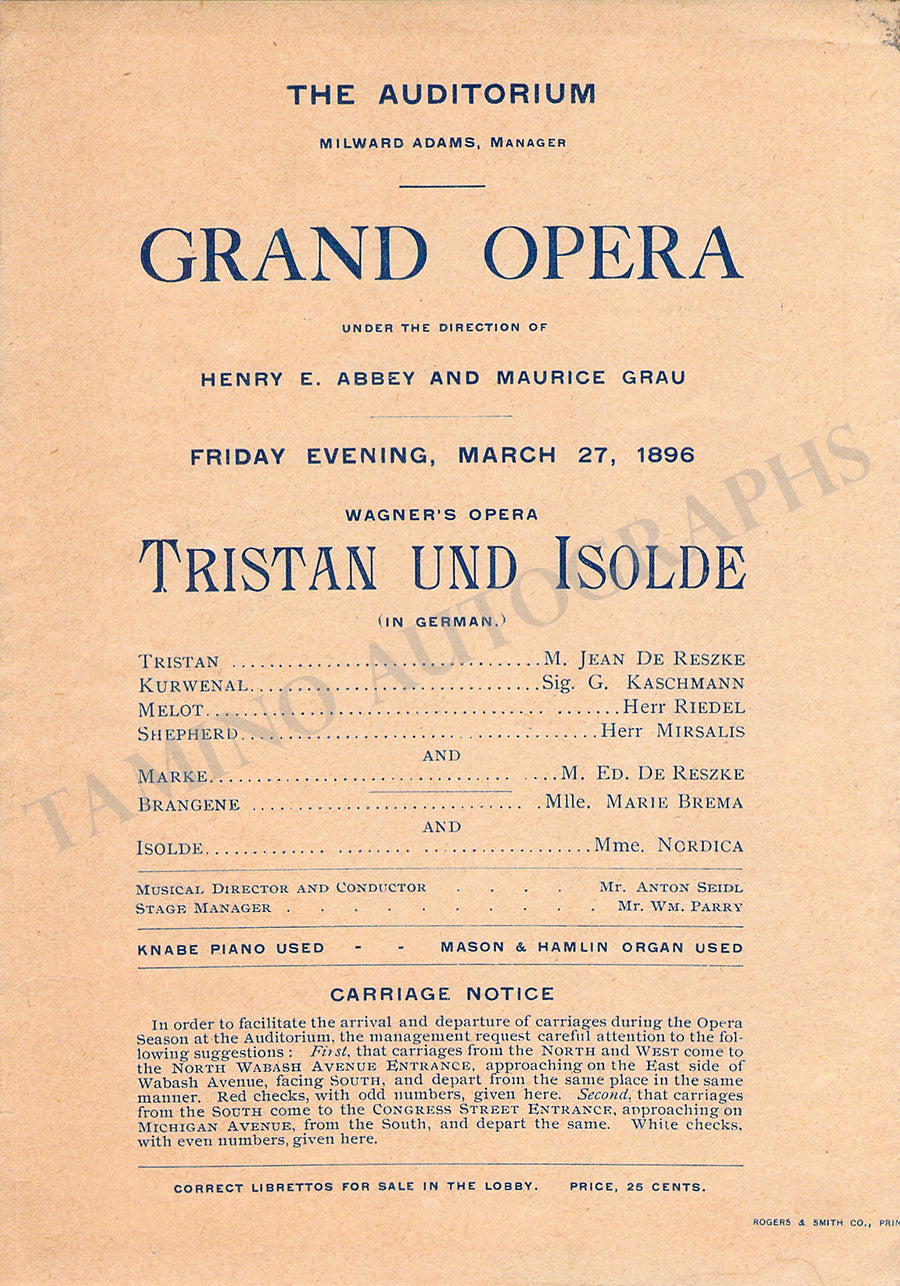 THE AUDITORIUM
MILWARD ADAMS, MANAGER
GRAND OPERA
UNDER THE DIRECTION OF
HENRY E. ABBEY AND MAURICE GRAU
FRIDAY EVENING, MARCH 27, 1896
WAGNER'S OPERA
TRISTAN UND ISOLDE
(IN GERMAN.)
TRISTAN ................................M. JEAN DE RESZKE
KURWENAL..............................Sig. G. KASCHMANN
MELOT......................................Herr RIEDEL
SHEPHERD.....................................Herr MIRSALIS
AND
MARKE...................................M. ED. DE RESZKE
BRANGENE ..............................Mlle. MARIE BREMA
AND
ISOLDE.......................................Mme. NORDICA
MUSICAL DIRECTOR AND CONDUCTOR . . . . MR. ANTON SEIDL
STAGE MANAGER . . . . . . . . . . MR. WM. PARRY
KNABE PIANO USED - - MASON & HAMLIN ORGAN USED
CARRIAGE NOTICE
In order to facilitate the arrival and departure of carriages during the Opera
Season at the Auditorium, the management request careful attention to the fol-
lowing suggestions: First, that carriages from the NORTH and WEST come to
the NORTH WABASH AVENUE ENTRANCE, approaching on the East side of
Wabash Avenue, facing SOUTH, and depart from the same place in the same
manner. Red checks, with odd numbers, given here. Second, that carriages
from the SOUTH come to the CONGRESS STREET ENTRANCE, approaching on
MICHIGAN AVENUE, from the South, and depart the same. White checks,
with even numbers, given here.
CORRECT LIBRETTOS FOR SALE IN THE LOBBY. PRICE, 25 CENTS.
ROGERS & SMITH CO., PRIN
TAMINO AUTOGRAPHS